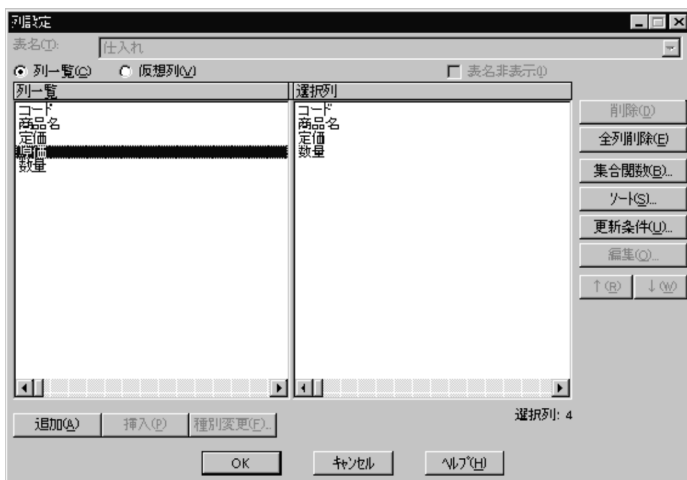 列設定
表名(T): 仕入れ
列一覧(C) 仮想列(V) 表名非表示(I)
列一覧 選択列
コード コード
商品名 商品名
定価 定価
原価 数量
数量
削除(D)
全列削除(E)
集合関数(B)...
ソート(S)...
更新条件(U)...
編集(O)...
↑(R) ↓(W)
選択列: 4
追加(A) 挿入(P) 種別変更(F)...
OK キャンセル ヘルプ(H)